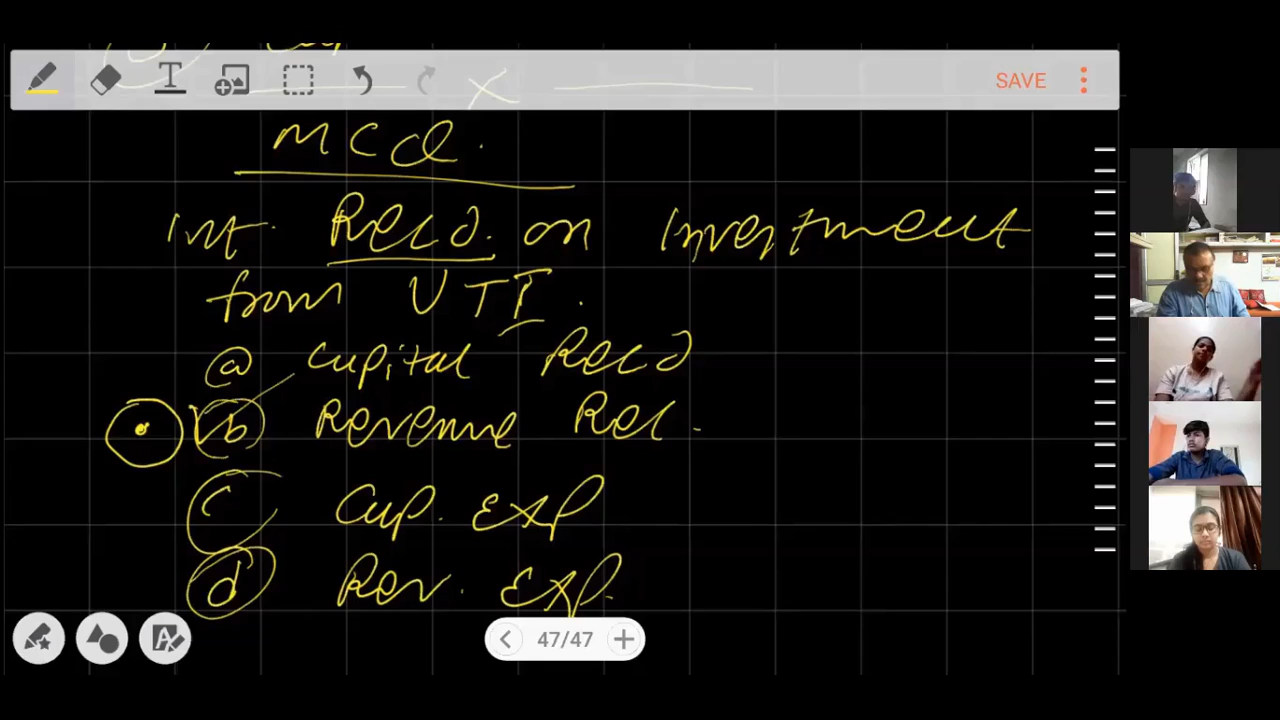 SAVE
MCQ.
Int. Recd. on Investment
from UTI.
(a) Capital Recd
(b) Revenue Rec.
(c) Cap. Exp
(d) Rev. Exp.
47/47